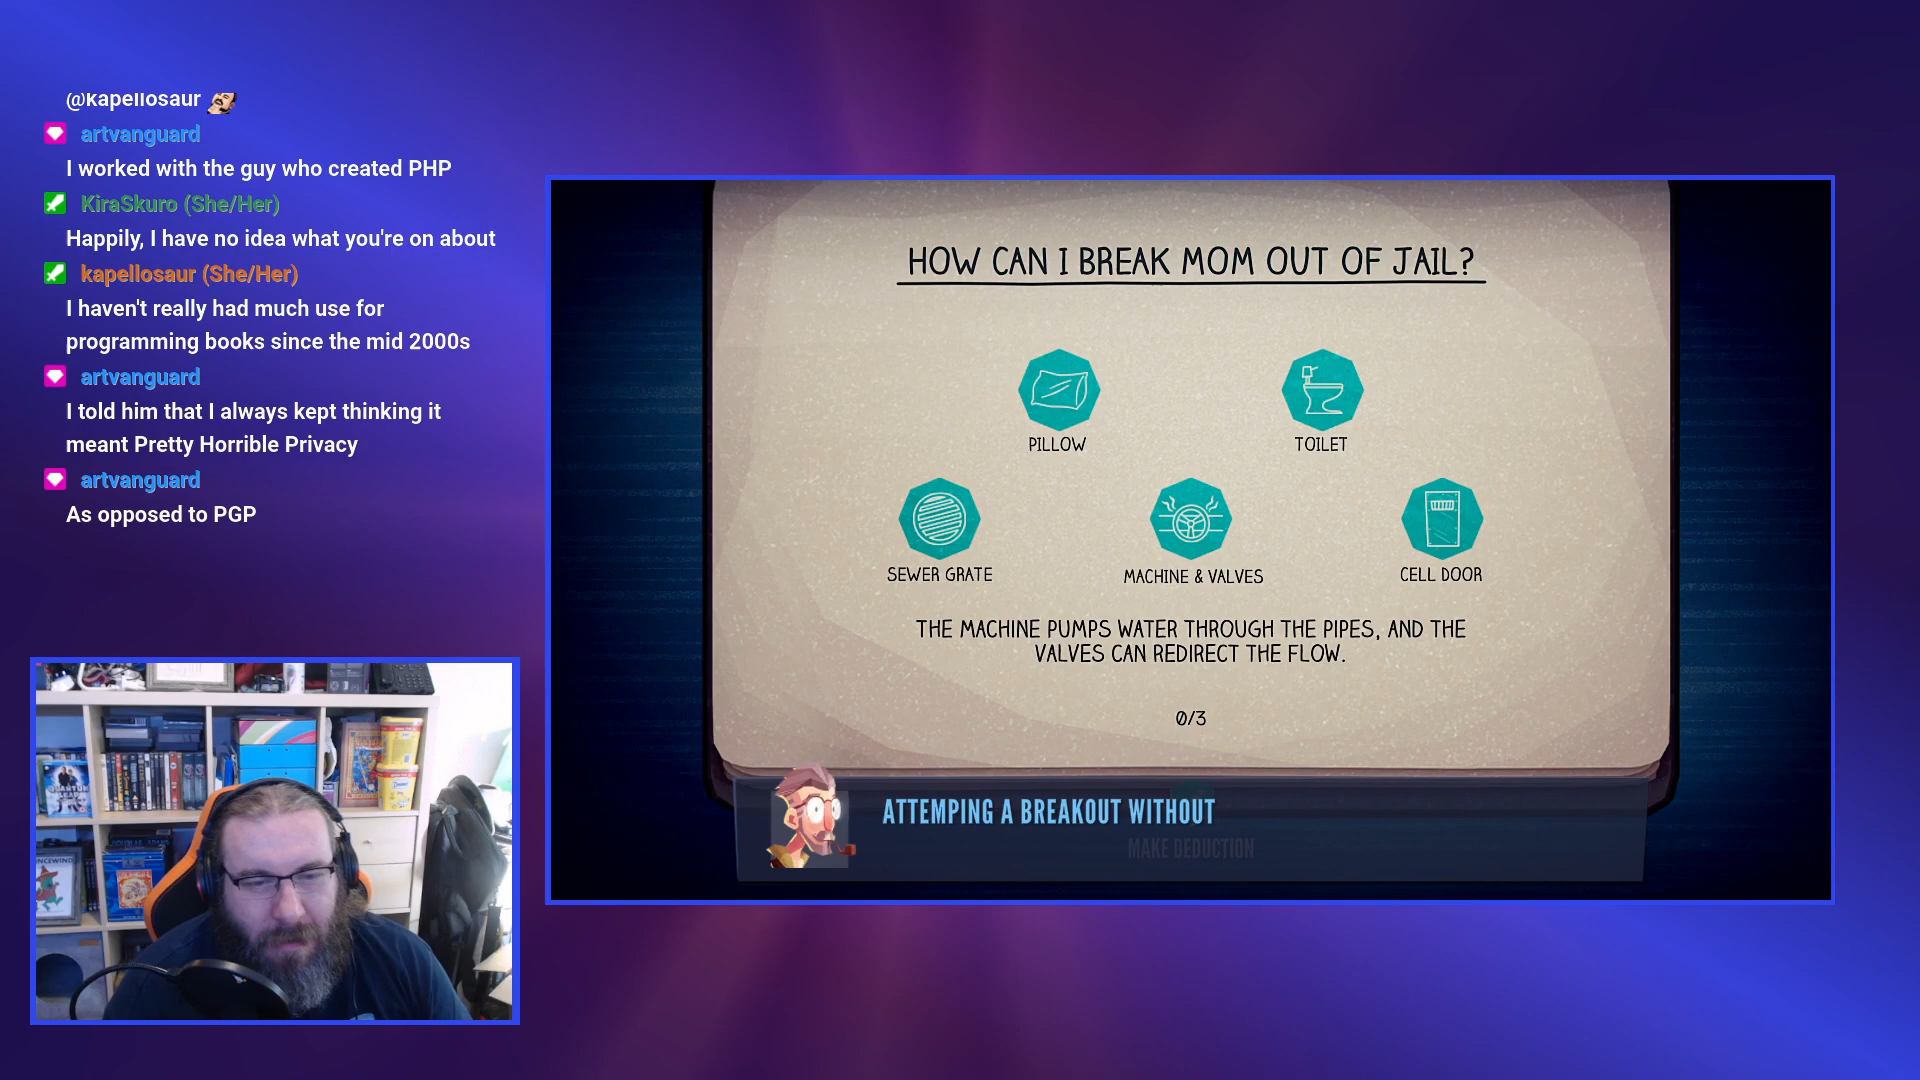 @kapellosaur
artvanguard
I worked with the guy who created PHP
KiraSkuro (She/Her)
Happily, I have no idea what you're on about
kapellosaur (She/Her)
I haven't really had much use for
programming books since the mid 2000s
artvanguard
I told him that I always kept thinking it
meant Pretty Horrible Privacy
artvanguard
As opposed to PGP
HOW CAN I BREAK MOM OUT OF JAIL?
PILLOW
TOILET
SEWER GRATE
MACHINE & VALVES
CELL DOOR
THE MACHINE PUMPS WATER THROUGH THE PIPES, AND THE
VALVES CAN REDIRECT THE FLOW.
0/3
ATTEMPING A BREAKOUT WITHOUT
MAKE DEDUCTION
QUANTUM
LEAP